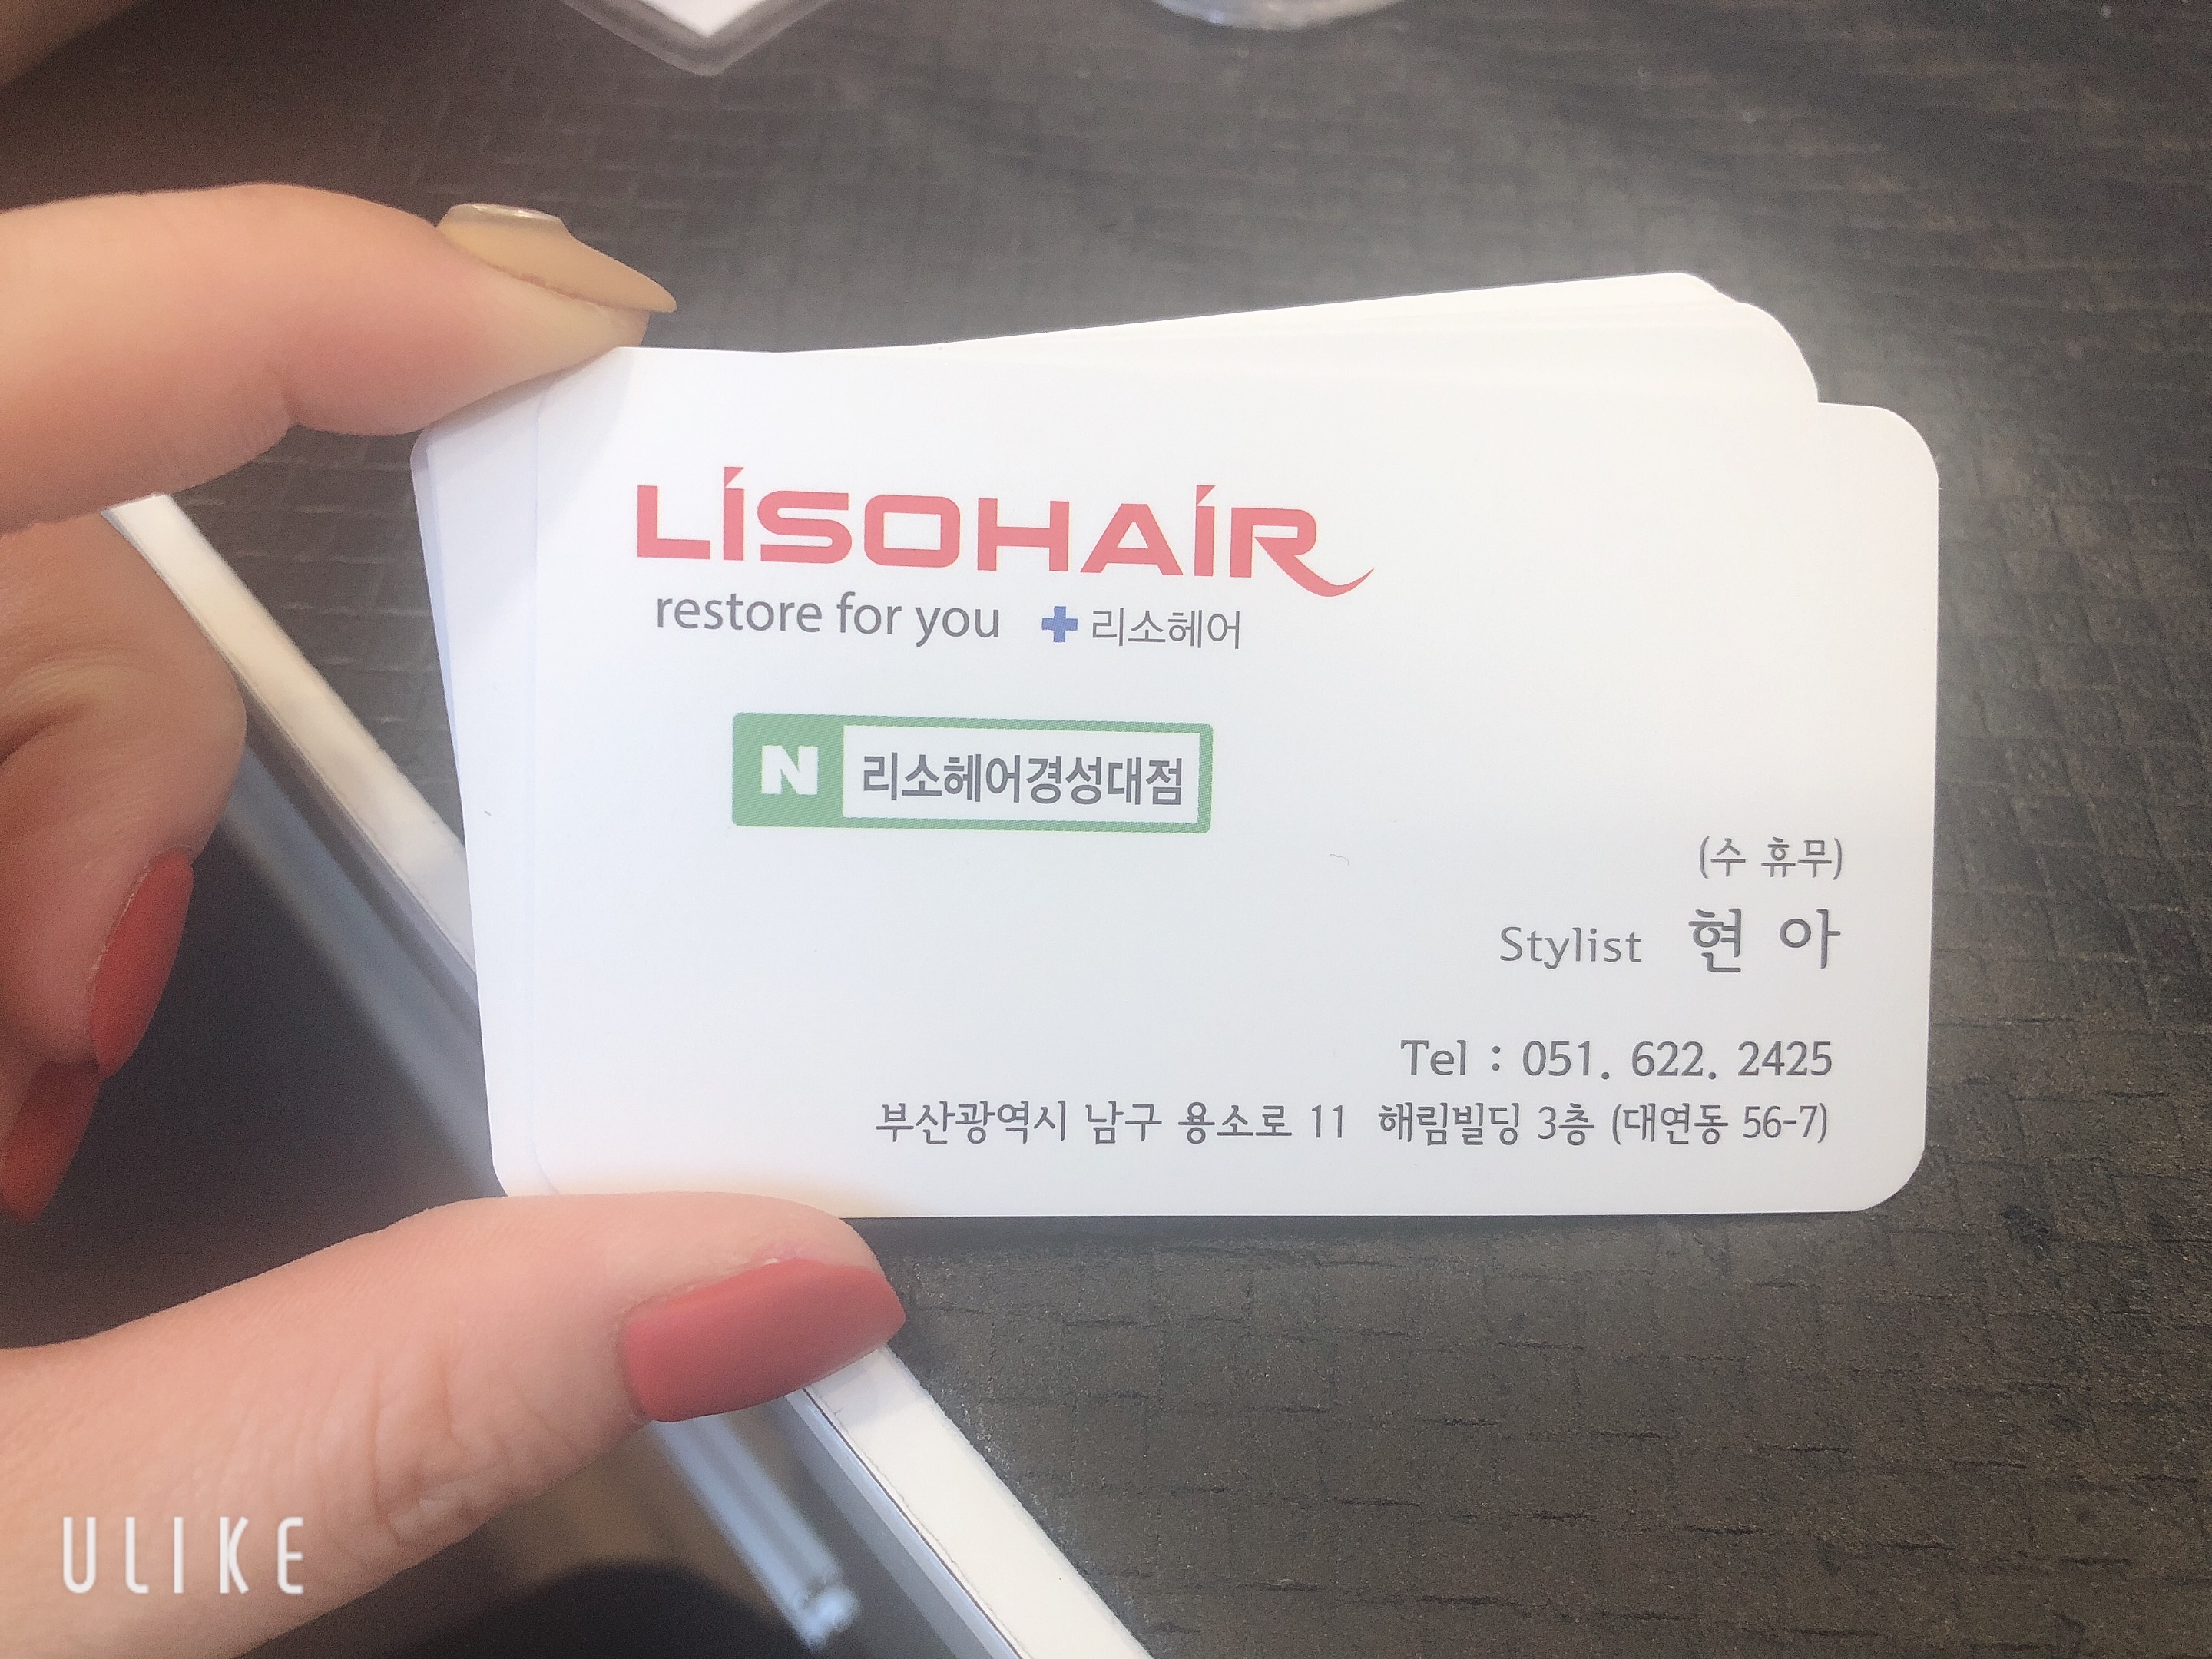 LISOHAIR
restore for you + 리소헤어
N 리소헤어경성대점
(수 휴무)
Stylist 현 아
Tel : 051. 622. 2425
부산광역시 남구 용소로 11 해림빌딩 3층 (대연동 56-7)
ULIKE